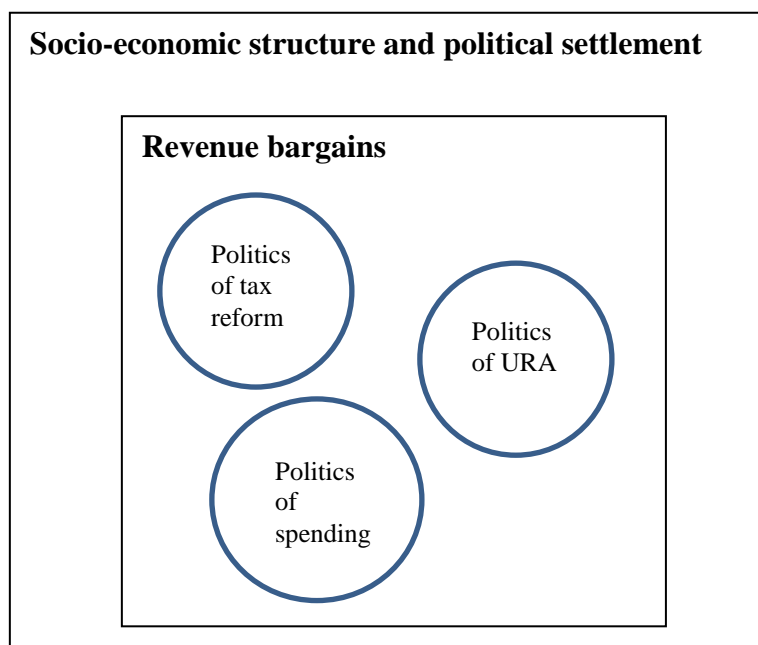 Socio-economic structure and political settlement
Revenue bargains
Politics
of tax
reform
Politics
of URA
Politics
of
spending